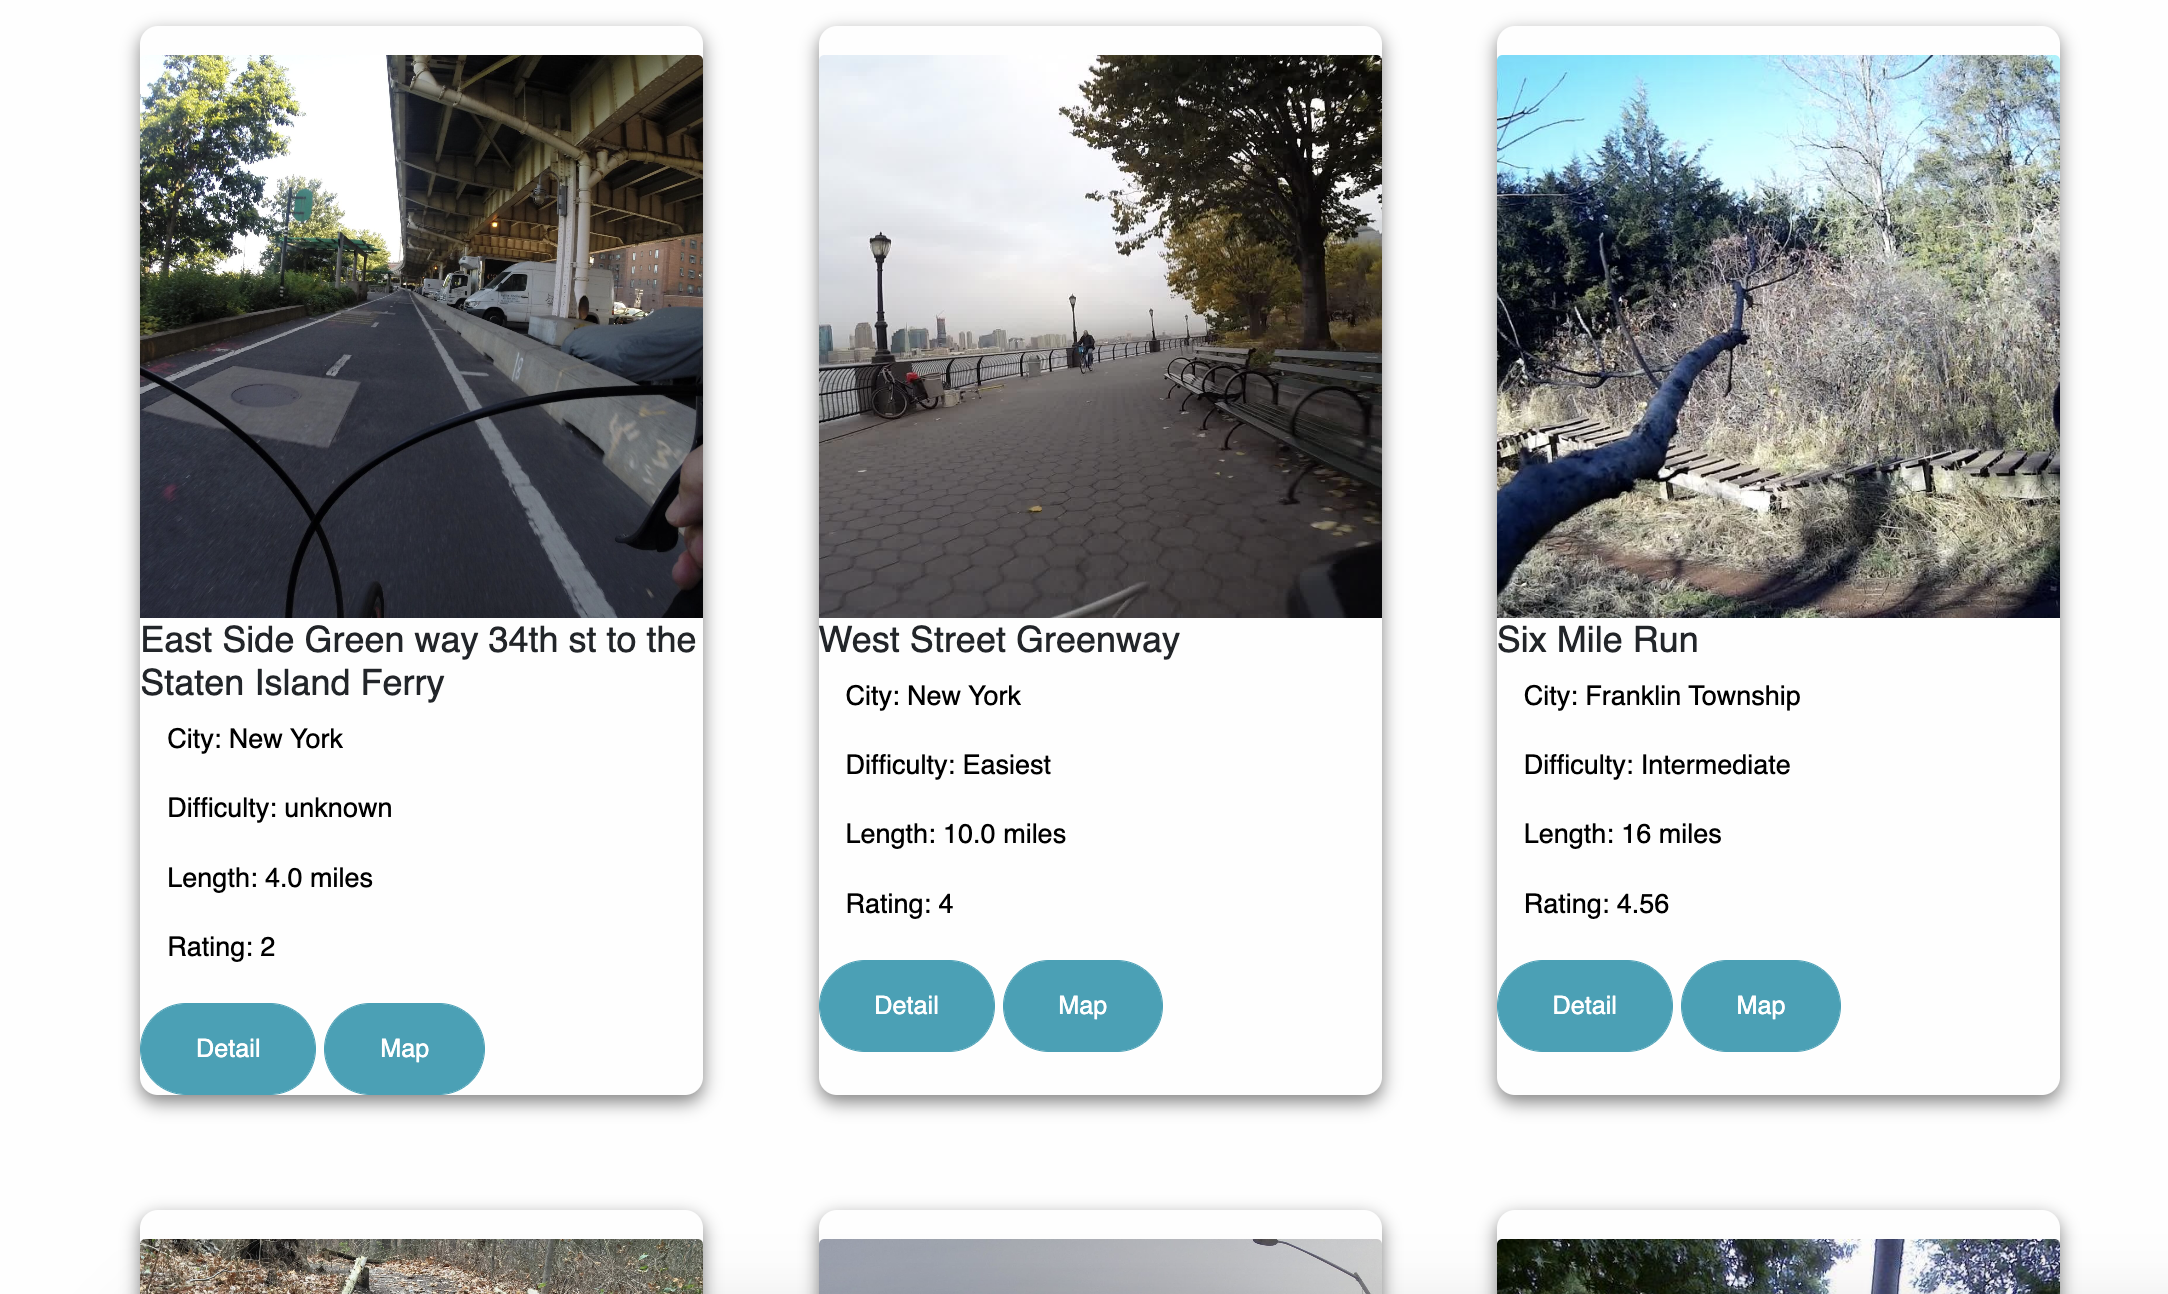 East Side Green way 34th st to the
Staten Island Ferry
City: New York
Difficulty: unknown
Length: 4.0 miles
Rating: 2
Detail
Map
West Street Greenway
City: New York
Difficulty: Easiest
Length: 10.0 miles
Rating: 4
Detail
Map
Six Mile Run
City: Franklin Township
Difficulty: Intermediate
Length: 16 miles
Rating: 4.56
Detail
Map